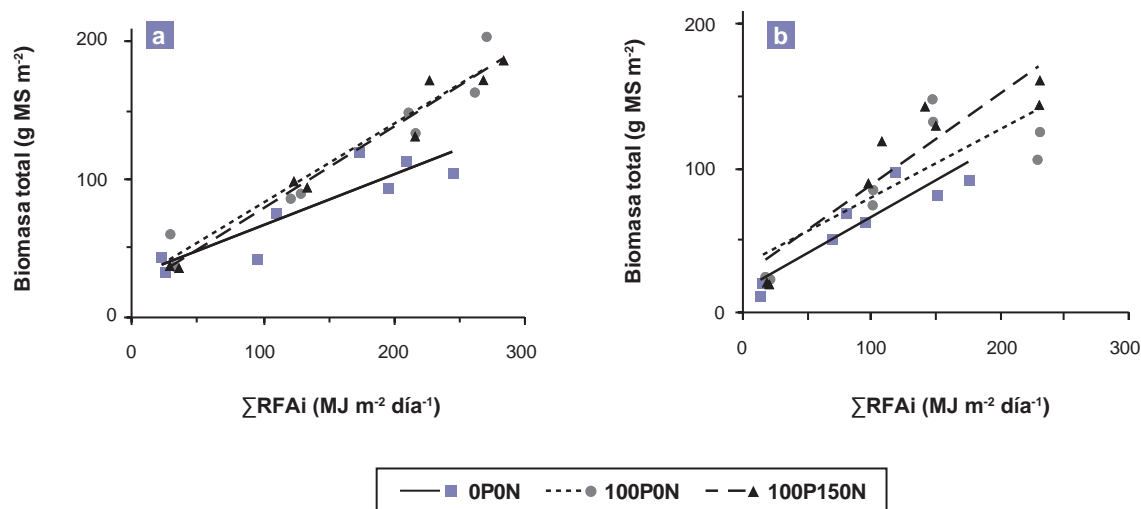 a
Biomasa total (g MS m-2)
200
100
0
0 100 200 300
∑RFAi (MJ m-2 día-1)
b
Biomasa total (g MS m-2)
200
100
0
0 100 200 300
∑RFAi (MJ m-2 día-1)
0P0N 100P0N 100P150N